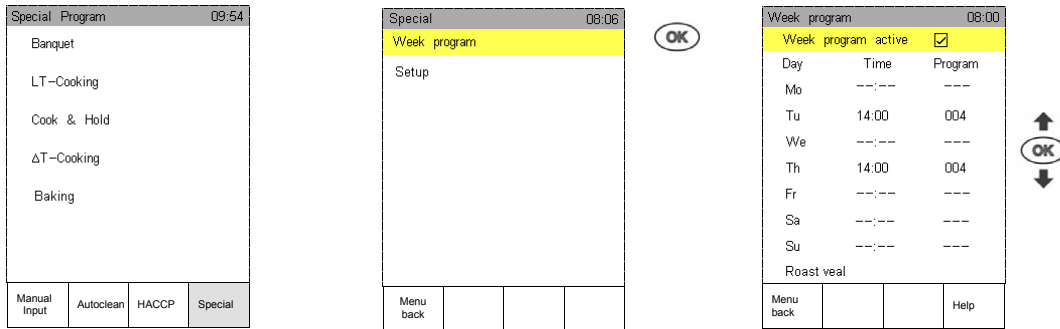 Special Program 09:54
Banquet
LT-Cooking
Cook & Hold
ΔT-Cooking
Baking
Manual Input Autoclean HACCP Special
Special 08:06
Week program
Setup
Menu back
OK
Week program 08:00
Week program active
Day Time Program
Mo --:-- ---
Tu 14:00 004
We --:-- ---
Th 14:00 004
Fr --:-- ---
Sa --:-- ---
Su --:-- ---
Roast veal
Menu back Help
OK